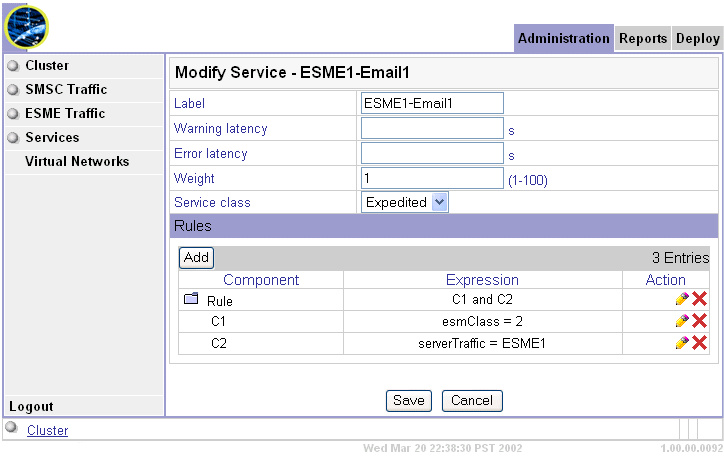 Administration Reports Deploy
Cluster
SMSC Traffic
ESME Traffic
Services
Virtual Networks
Modify Service - ESME1-Email1
Label ESME1-Email1
Warning latency s
Error latency s
Weight 1 (1-100)
Service class Expedited
Rules
Add 3 Entries
Component Expression Action
Rule C1 and C2
C1 esmClass = 2
C2 serverTraffic = ESME1
Save Cancel
Logout
Cluster
Wed Mar 20 22:38:30 PST 2002 1.00.00.0092